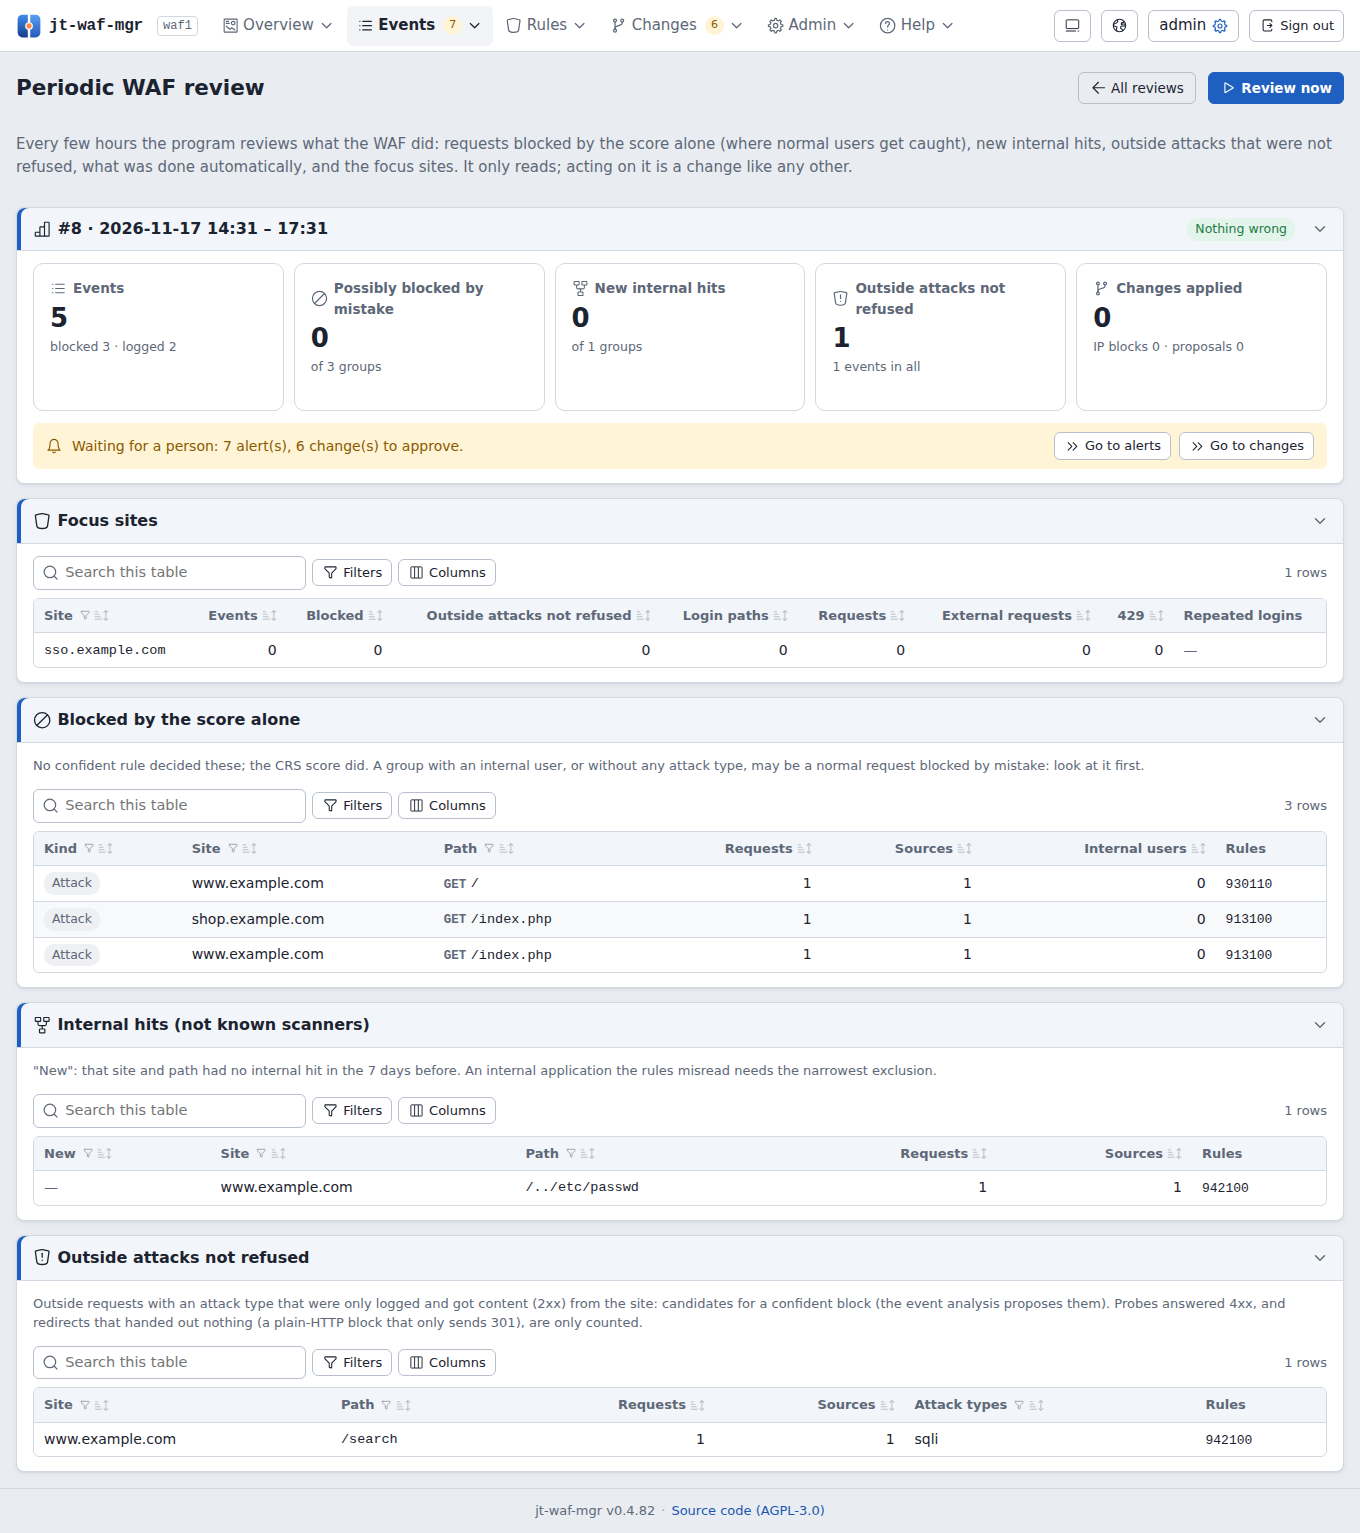 jt-waf-mgr waf1 Overview Events 7 Rules Changes 6 Admin Help admin Sign out
Periodic WAF review All reviews Review now
Every few hours the program reviews what the WAF did: requests blocked by the score alone (where normal users get caught), new internal hits, outside attacks that were not
refused, what was done automatically, and the focus sites. It only reads; acting on it is a change like any other.
#8 · 2026-11-17 14:31 – 17:31 Nothing wrong
Events
5
blocked 3 · logged 2
Possibly blocked by
mistake
0
of 3 groups
New internal hits
0
of 1 groups
Outside attacks not
refused
1
1 events in all
Changes applied
0
IP blocks 0 · proposals 0
Waiting for a person: 7 alert(s), 6 change(s) to approve. Go to alerts Go to changes
Focus sites
Search this table Filters Columns 1 rows
Site Events Blocked Outside attacks not refused Login paths Requests External requests 429 Repeated logins
sso.example.com 0 0 0 0 0 0 0 —
Blocked by the score alone
No confident rule decided these; the CRS score did. A group with an internal user, or without any attack type, may be a normal request blocked by mistake: look at it first.
Search this table Filters Columns 3 rows
Kind Site Path Requests Sources Internal users Rules
Attack www.example.com GET / 1 1 0 930110
Attack shop.example.com GET /index.php 1 1 0 913100
Attack www.example.com GET /index.php 1 1 0 913100
Internal hits (not known scanners)
"New": that site and path had no internal hit in the 7 days before. An internal application the rules misread needs the narrowest exclusion.
Search this table Filters Columns 1 rows
New Site Path Requests Sources Rules
— www.example.com /../etc/passwd 1 1 942100
Outside attacks not refused
Outside requests with an attack type that were only logged and got content (2xx) from the site: candidates for a confident block (the event analysis proposes them). Probes answered 4xx, and
redirects that handed out nothing (a plain-HTTP block that only sends 301), are only counted.
Search this table Filters Columns 1 rows
Site Path Requests Sources Attack types Rules
www.example.com /search 1 1 sqli 942100
jt-waf-mgr v0.4.82 · Source code (AGPL-3.0)